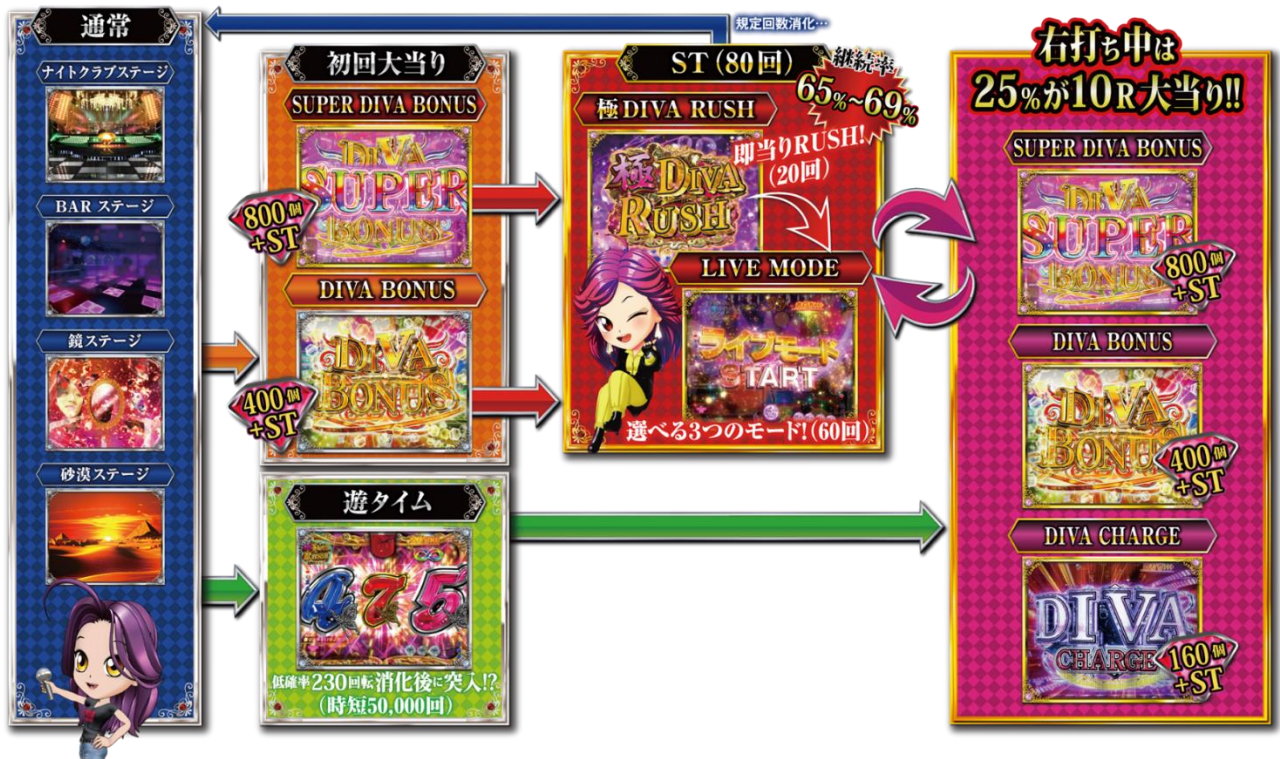 規定回数消化…
通常
ナイトクラブステージ
BAR ステージ
鏡ステージ
砂漠ステージ
初回大当り
SUPER DIVA BONUS
DIVA
SUPER
BONUS
800個
+ST
DIVA BONUS
DIVA
BONUS
400個
+ST
遊タイム
475
低確率230回転消化後に突入!?
(時短50,000回)
ST(80回)
継続率
65%~69%
極DIVA RUSH
極DIVA
RUSH
即当りRUSH!
(20回)
LIVE MODE
ライブモード
START
選べる3つのモード!(60回)
右打ち中は
25%が10R大当り!!
SUPER DIVA BONUS
DIVA
SUPER
BONUS
800個
+ST
DIVA BONUS
DIVA
BONUS
400個
+ST
DIVA CHARGE
DIVA
CHARGE
160個
+ST